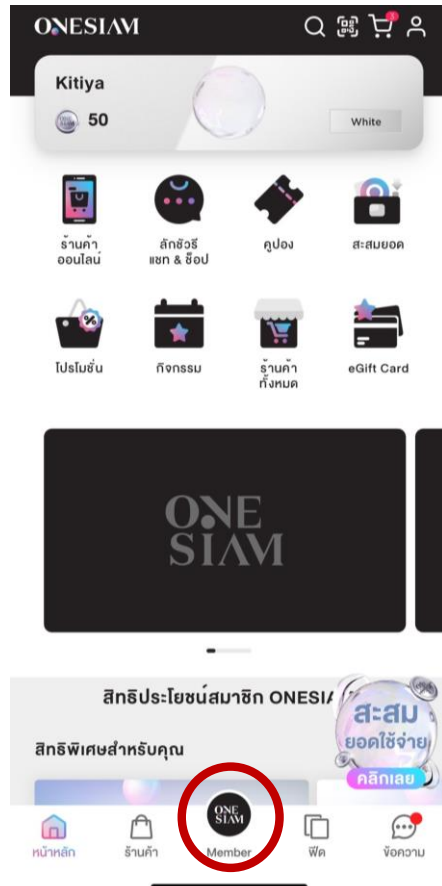 ONESIAM
Kitiya
50
White
ร้านค้า
ออนไลน์
ลักชัวรี
แชท & ช็อป
คูปอง
สะสมยอด
โปรโมชั่น
กิจกรรม
ร้านค้า
ทั้งหมด
eGift Card
ONE
SIAM
สิทธิประโยชน์สมาชิก ONESIA
สะสม
ยอดใช้จ่าย
คลิกเลย
สิทธิพิเศษสำหรับคุณ
ONE
SIAM
หน้าหลัก
ร้านค้า
Member
ฟีด
ข้อความ